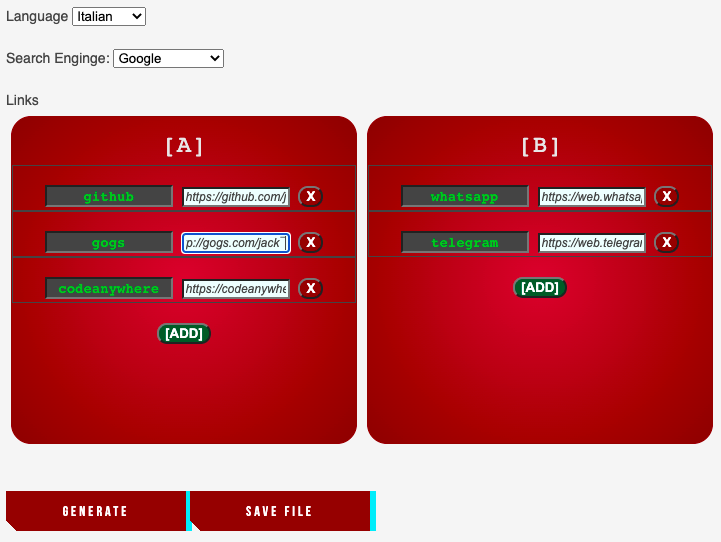 Language Italian
Search Enginge: Google
Links
[A]
github https://github.com/j X
gogs p://gogs.com/jack X
codeanywhere https://codeanywhe X
[ADD]
[B]
whatsapp https://web.whatsa X
telegram https://web.telegra X
[ADD]
GENERATE
SAVE FILE